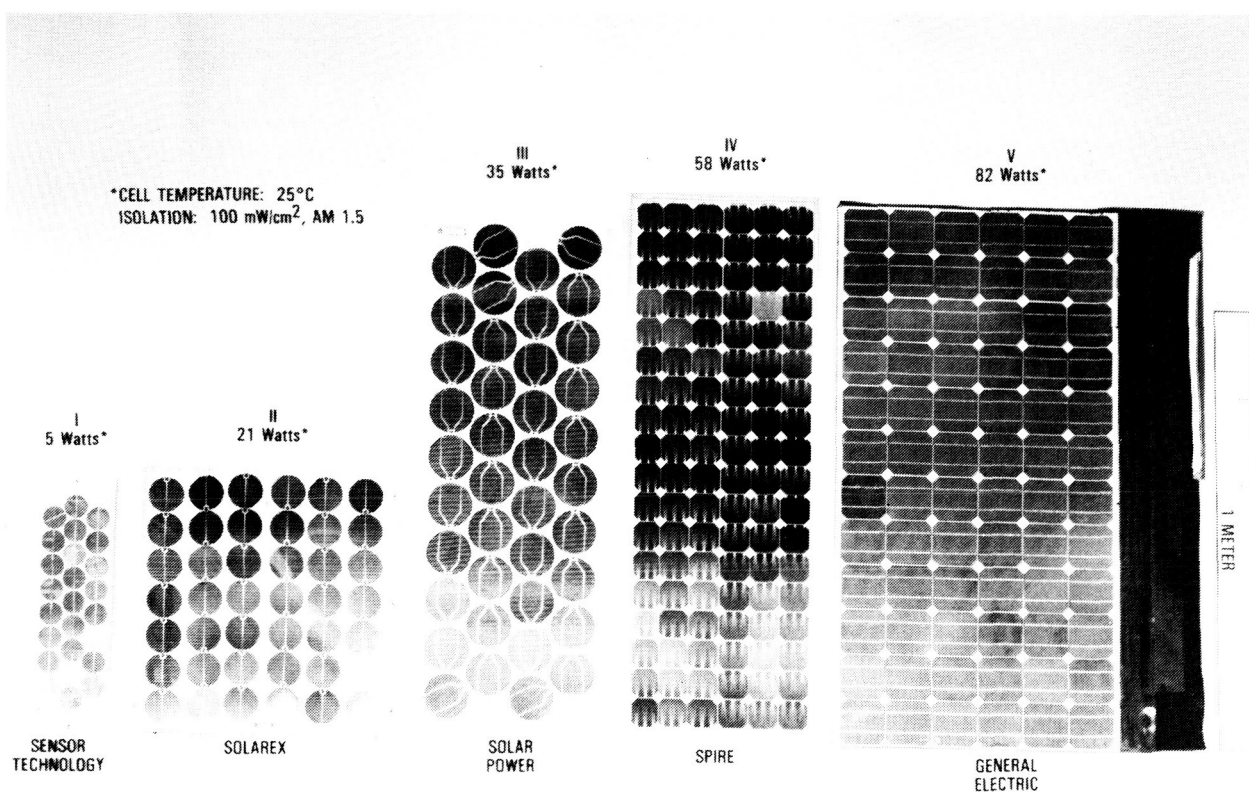 III
35 Watts*
IV
58 Watts*
V
82 Watts*
*CELL TEMPERATURE: 25°C
ISOLATION: 100 mW/cm², AM 1.5
I
5 Watts*
II
21 Watts*
1 METER
SENSOR
TECHNOLOGY
SOLAREX
SOLAR
POWER
SPIRE
GENERAL
ELECTRIC